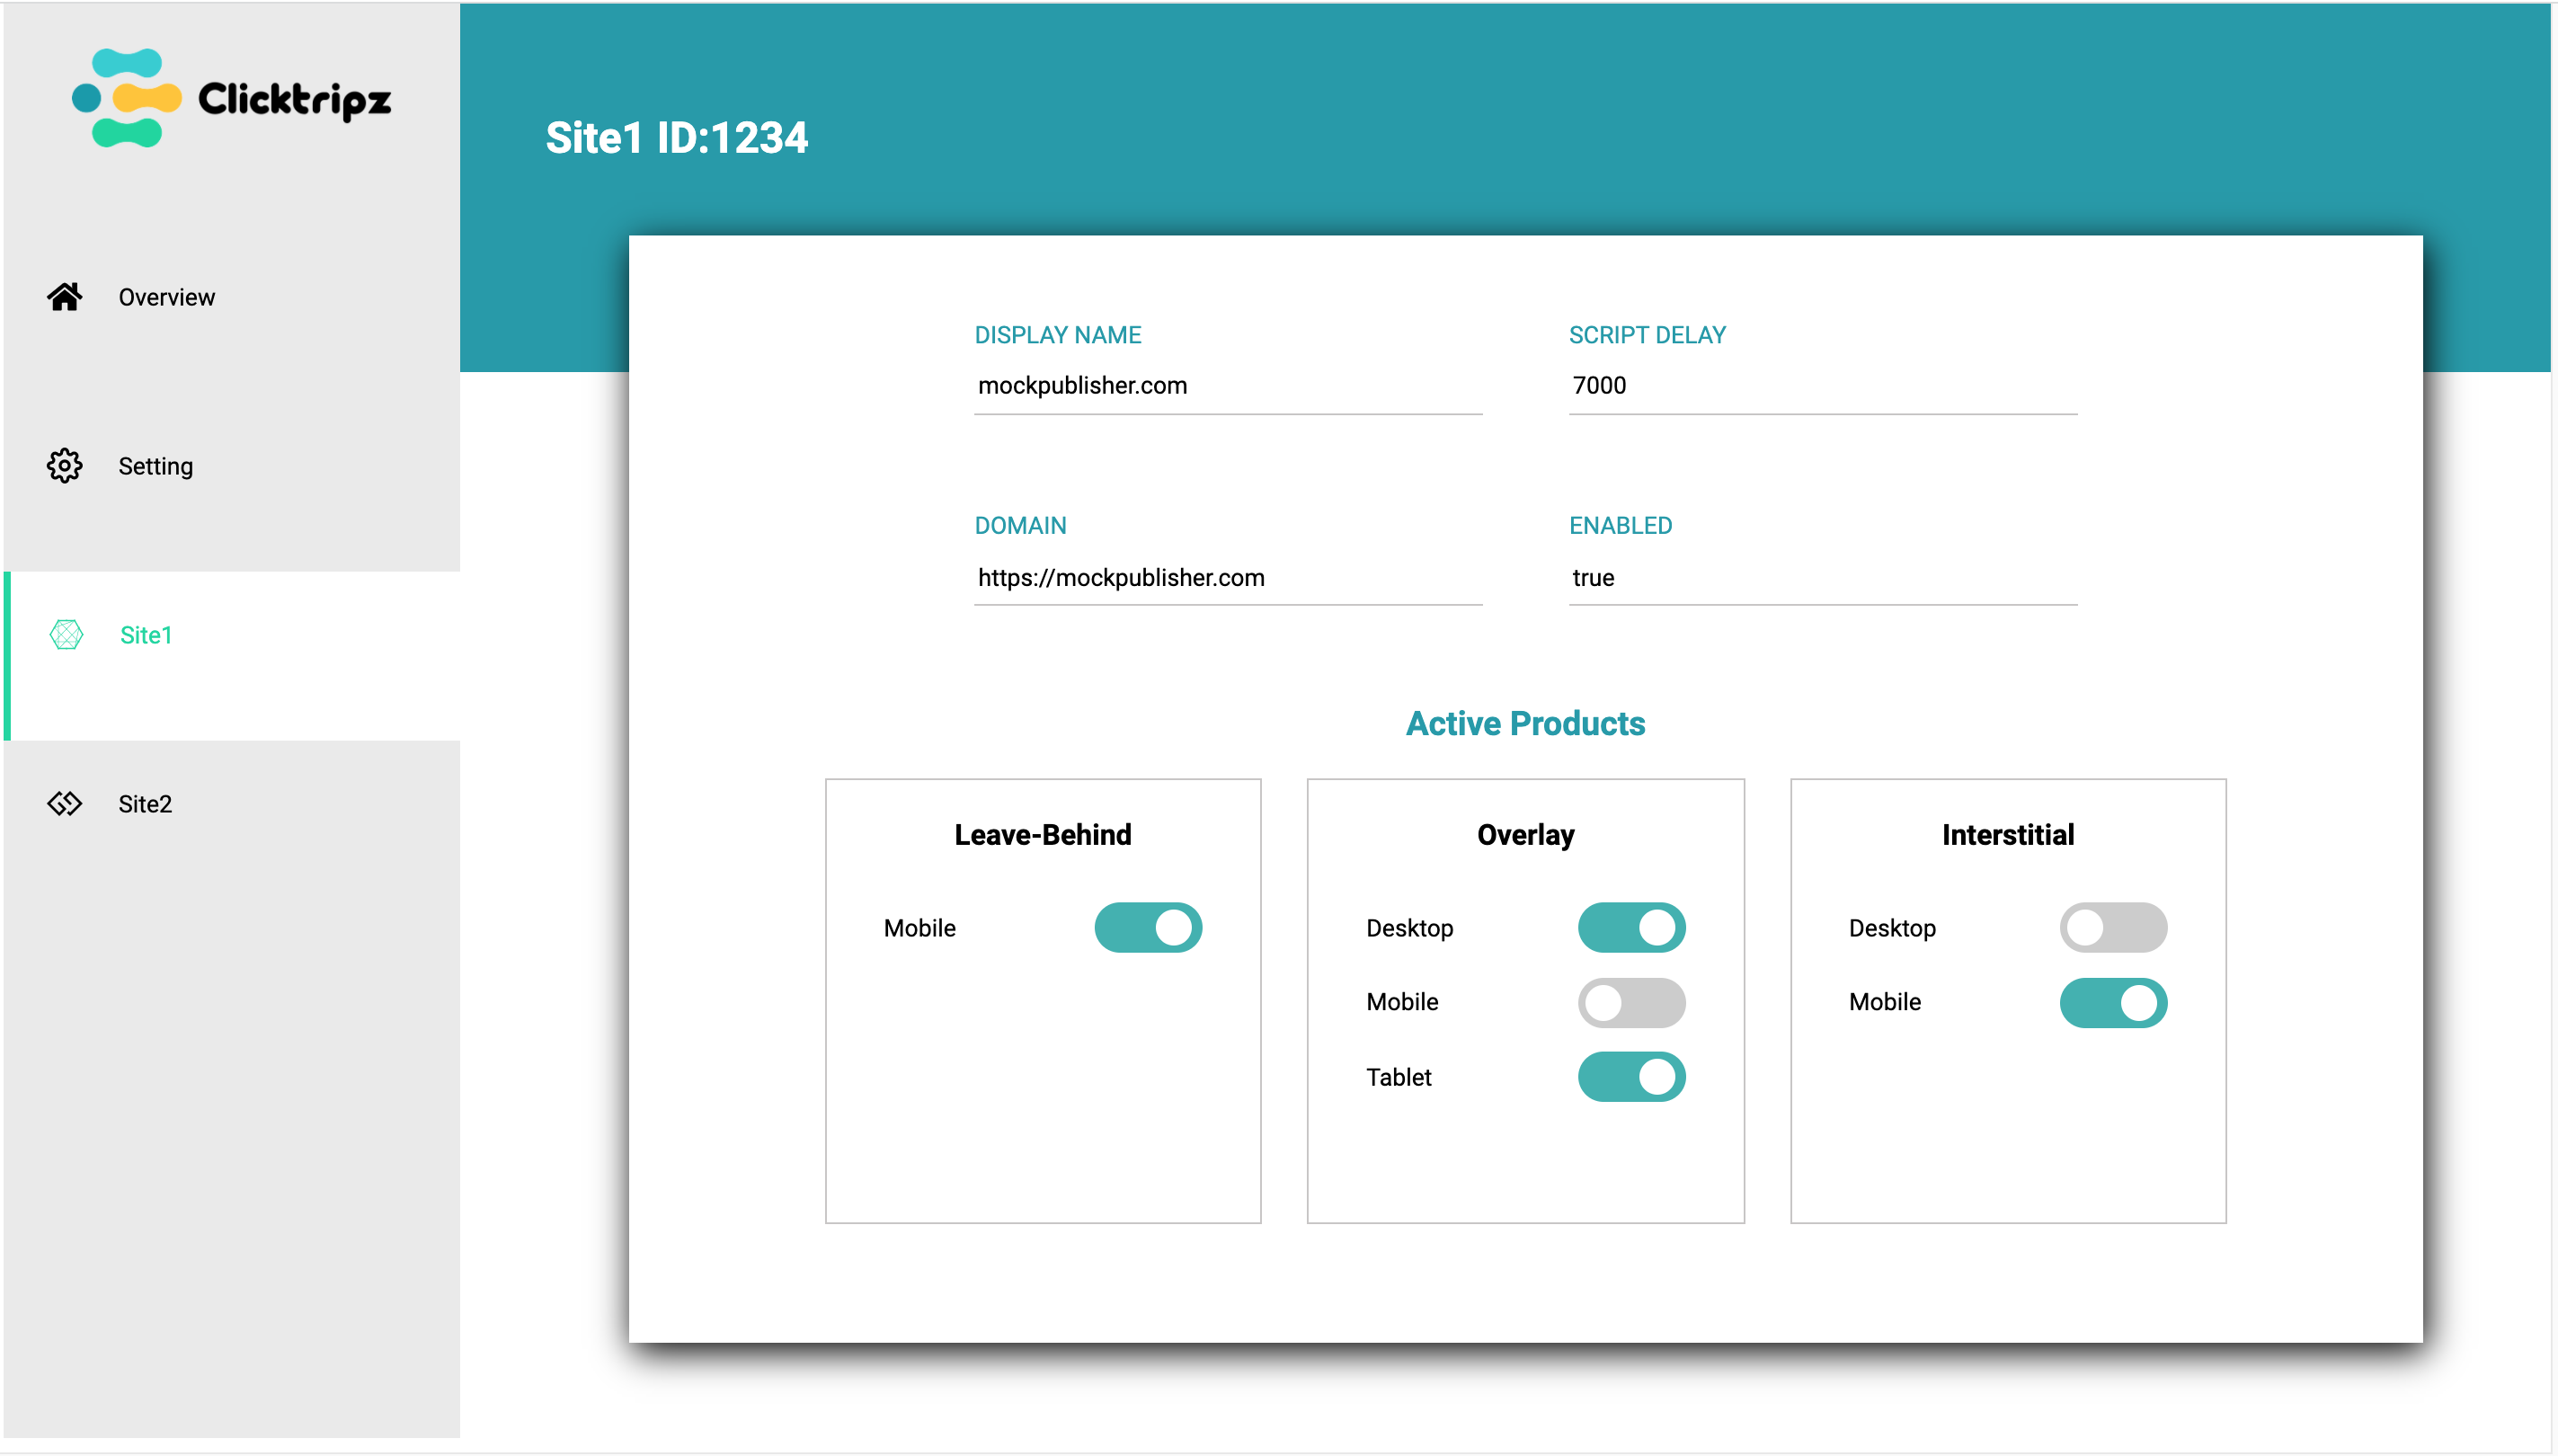 Clicktripz
Overview
Setting
Site1
Site2
Site1 ID:1234
DISPLAY NAME
mockpublisher.com
SCRIPT DELAY
7000
DOMAIN
https://mockpublisher.com
ENABLED
true
Active Products
Leave-Behind
Mobile
Overlay
Desktop
Mobile
Tablet
Interstitial
Desktop
Mobile